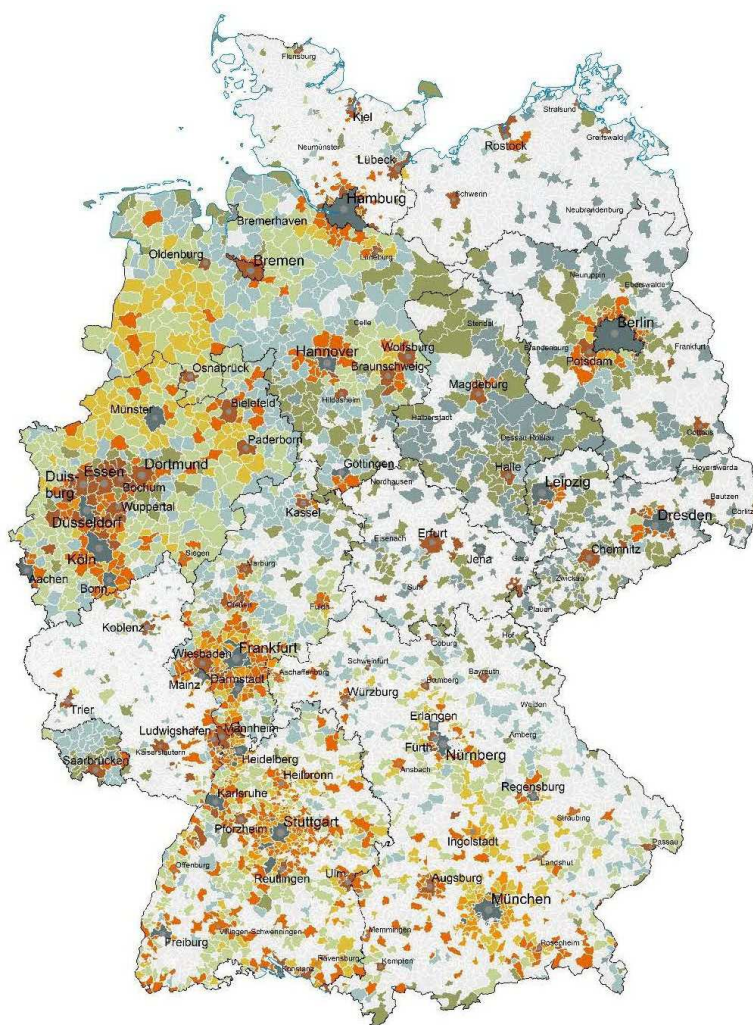 Flensburg
Kiel
Stralsund
Greifswald
Rostock
Neumünster
Lübeck
Schwerin
Hamburg
Bremerhaven
Neubrandenburg
Oldenburg
Bremen
Lüneburg
Neuruppin
Eberswalde
Celle
Stendal
Berlin
Hannover
Wolfsburg
Brandenburg
Frankfurt
Osnabrück
Braunschweig
Potsdam
Magdeburg
Münster
Bielefeld
Hildesheim
Halberstadt
Dessau Roßlau
Cottbus
Paderborn
Duis-
burg
Essen
Dortmund
Bochum
Göttingen
Nordhausen
Halle
Leipzig
Hoyerswerda
Wuppertal
Düsseldorf
Kassel
Bautzen
Görlitz
Dresden
Köln
Eisenach
Erfurt
Jena
Gera
Chemnitz
Aachen
Bonn
Siegen
Marburg
Suhl
Zwickau
Plauen
Gießen
Fulda
Koblenz
Hof
Coburg
Wiesbaden
Frankfurt
Schweinfurt
Mainz
Darmstadt
Aschaffenburg
Bamberg
Bayreuth
Trier
Würzburg
Weiden
Ludwigshafen
Mannheim
Erlangen
Amberg
Saarbrücken
Kaiserslautern
Heidelberg
Fürth
Nürnberg
Heilbronn
Ansbach
Karlsruhe
Regensburg
Pforzheim
Stuttgart
Straubing
Ingolstadt
Passau
Offenburg
Reutlingen
Ulm
Landshut
Augsburg
München
Freiburg
Villingen-Schwenningen
Memmingen
Rosenheim
Ravensburg
Kempten
Konstanz